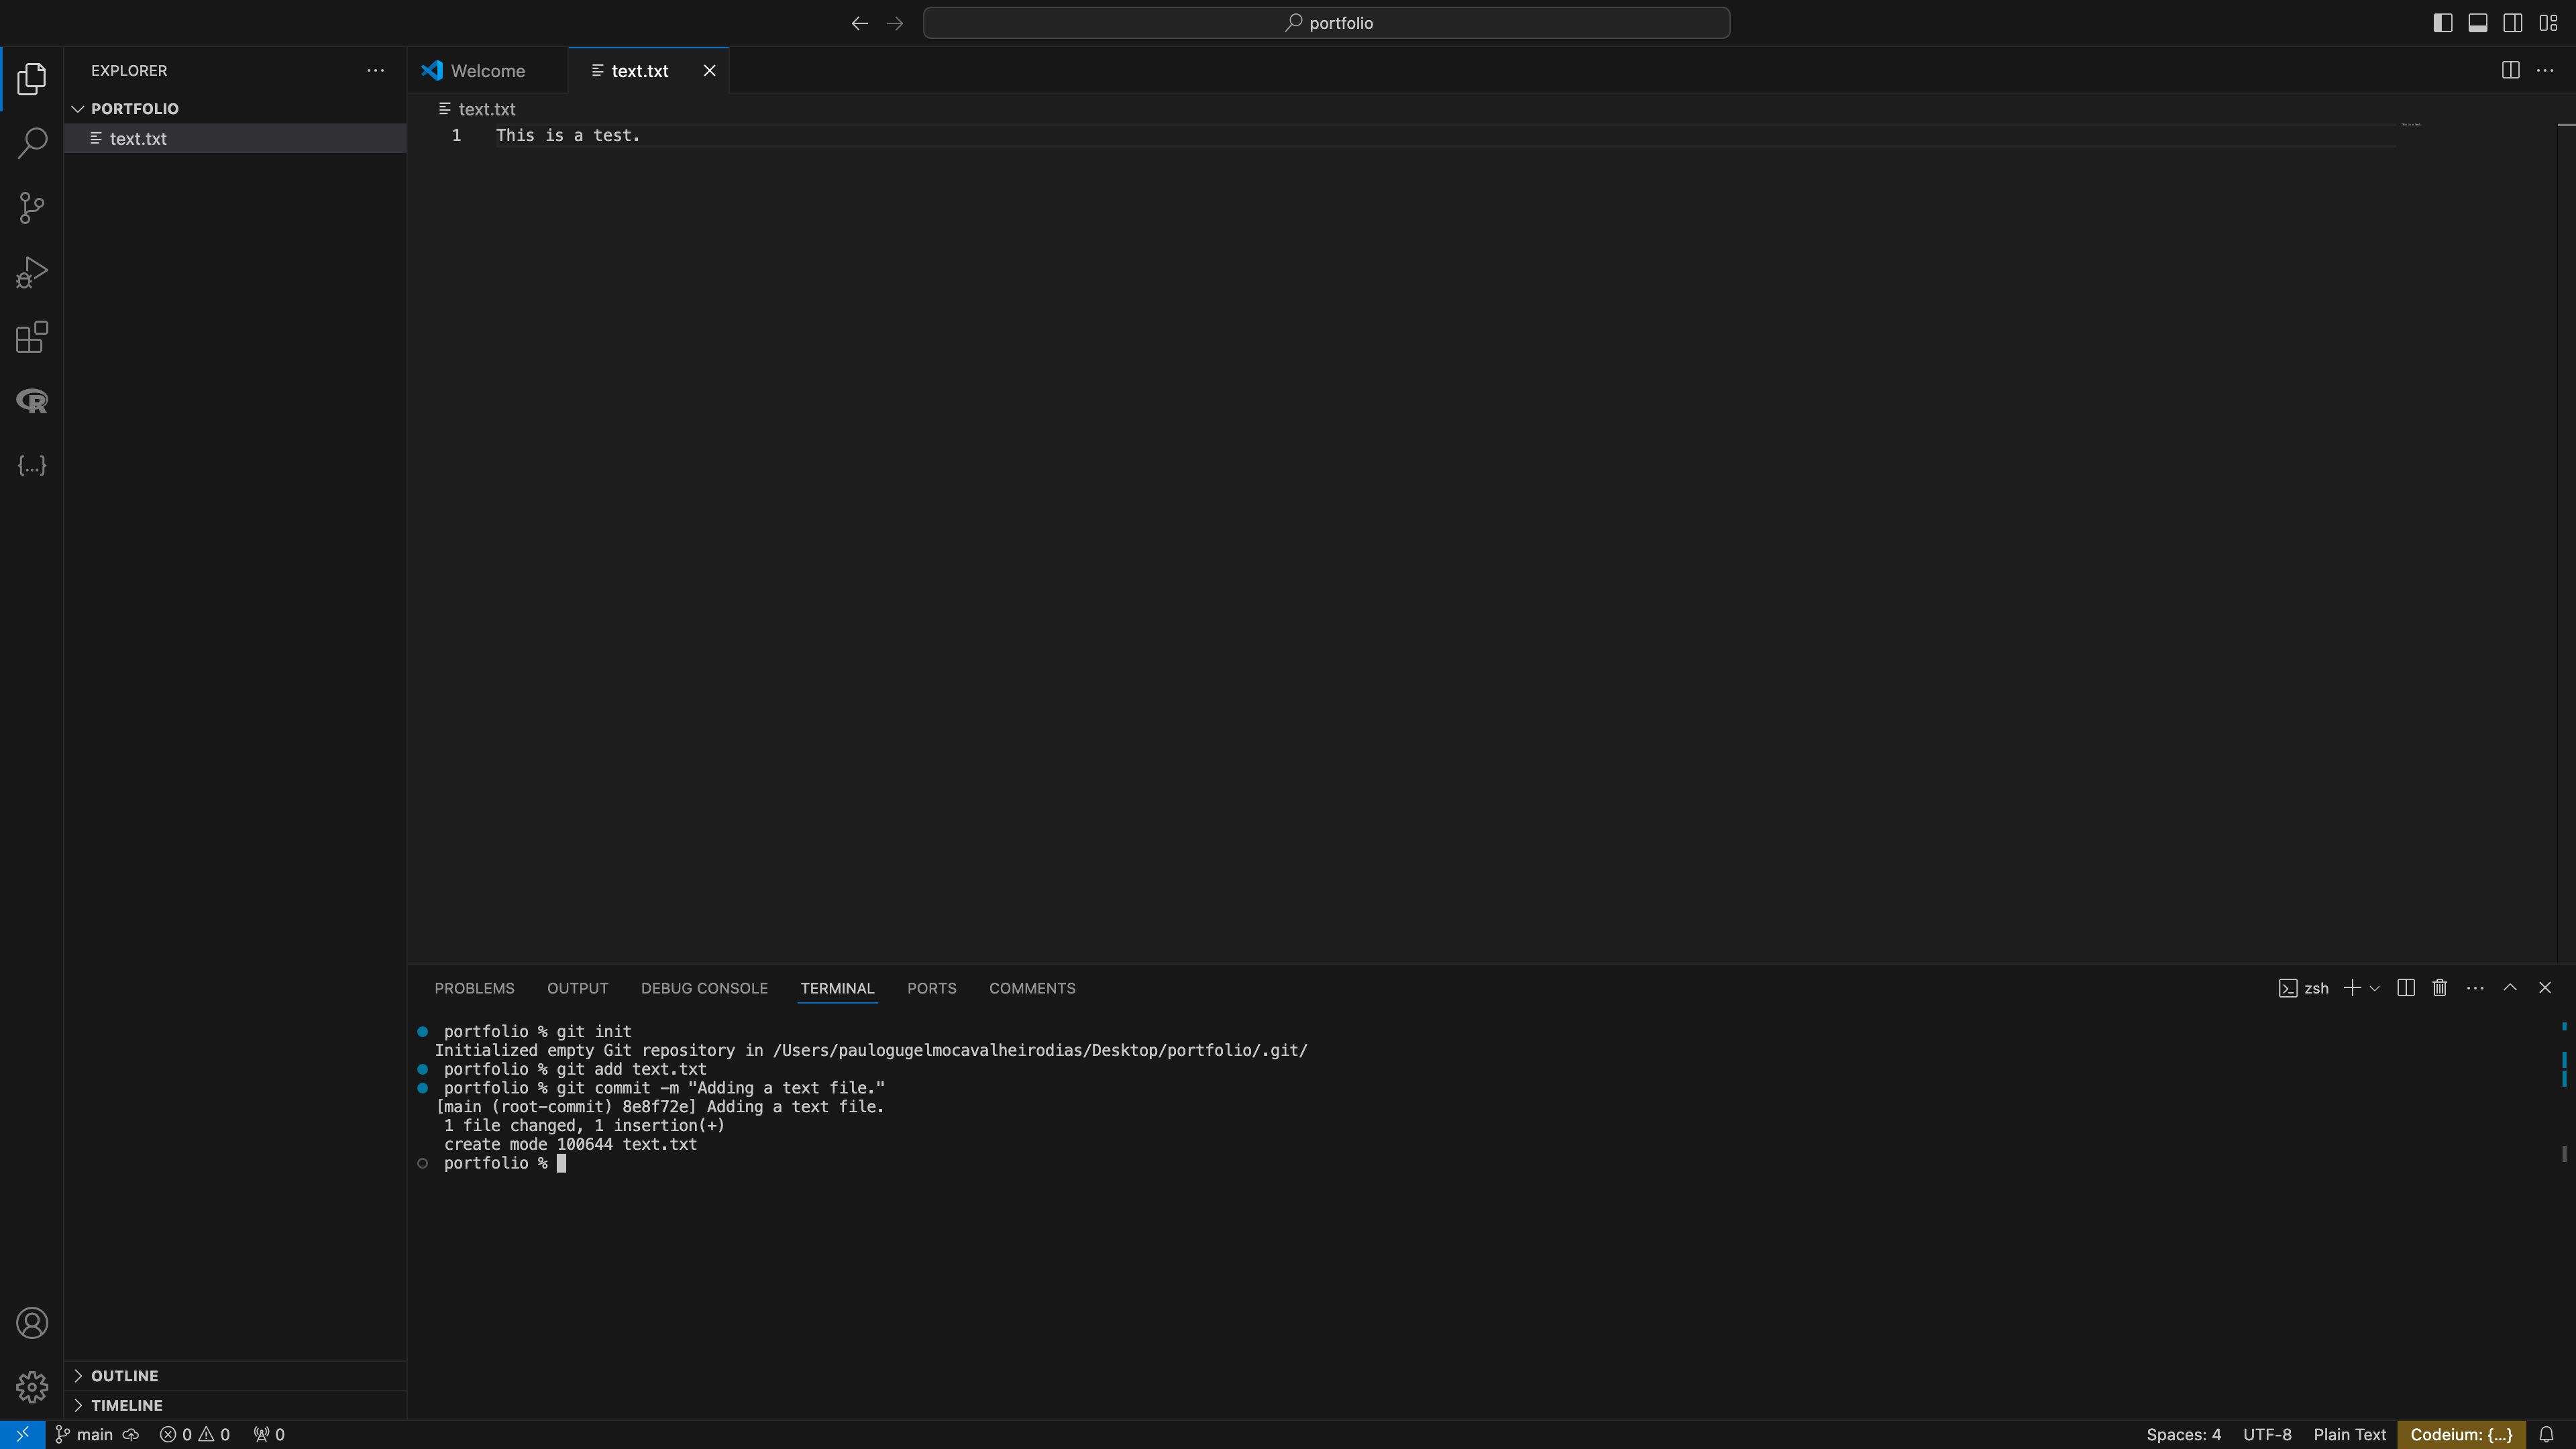 portfolio
EXPLORER
PORTFOLIO
text.txt
Welcome
text.txt
text.txt
1 This is a test.
PROBLEMS OUTPUT DEBUG CONSOLE TERMINAL PORTS COMMENTS
zsh
portfolio % git init
Initialized empty Git repository in /Users/paulogugelmocavalheirodias/Desktop/portfolio/.git/
portfolio % git add text.txt
portfolio % git commit -m "Adding a text file."
[main (root-commit) 8e8f72e] Adding a text file.
1 file changed, 1 insertion(+)
create mode 100644 text.txt
portfolio %
OUTLINE
TIMELINE
main 0 0 0
Spaces: 4 UTF-8 Plain Text Codeium: {...}